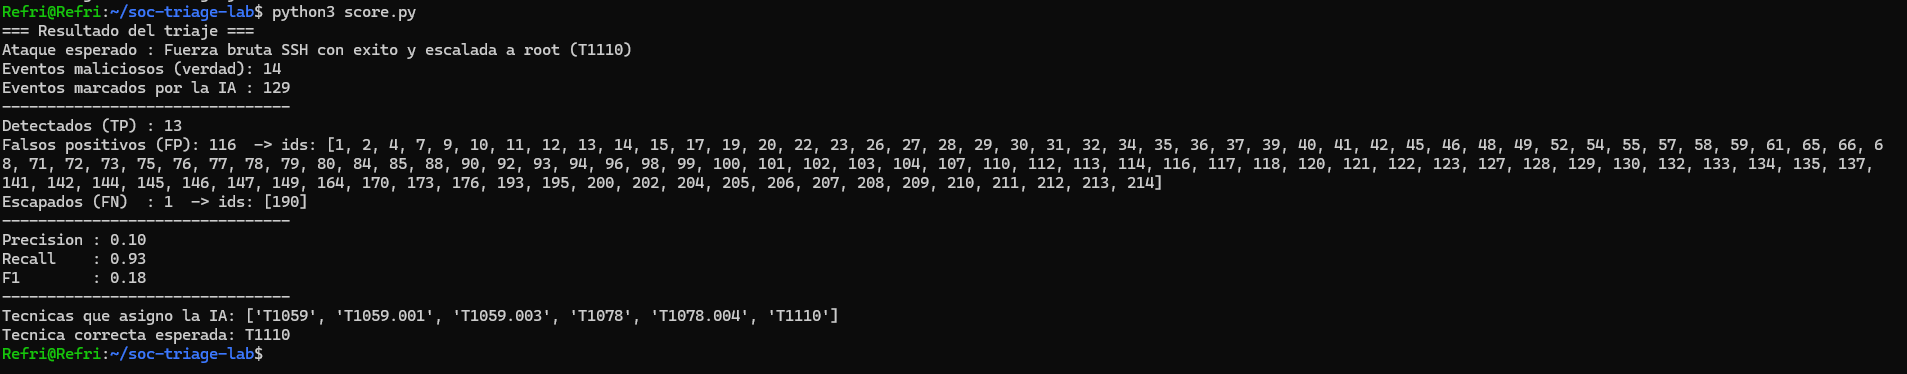 Refri@Refri:~/soc-triage-lab$ python3 score.py
=== Resultado del triaje ===
Ataque esperado : Fuerza bruta SSH con exito y escalada a root (T1110)
Eventos maliciosos (verdad): 14
Eventos marcados por la IA : 129
--------------------------------
Detectados (TP) : 13
Falsos positivos (FP): 116  -> ids: [1, 2, 4, 7, 9, 10, 11, 12, 13, 14, 15, 17, 19, 20, 22, 23, 26, 27, 28, 29, 30, 31, 32, 34, 35, 36, 37, 39, 40, 41, 42, 45, 46, 48, 49, 52, 54, 55, 57, 58, 59, 61, 65, 66, 6
8, 71, 72, 73, 75, 76, 77, 78, 79, 80, 84, 85, 88, 90, 92, 93, 94, 96, 98, 99, 100, 101, 102, 103, 104, 107, 110, 112, 113, 114, 116, 117, 118, 120, 121, 122, 123, 127, 128, 129, 130, 132, 133, 134, 135, 137,
141, 142, 144, 145, 146, 147, 149, 164, 170, 173, 176, 193, 195, 200, 202, 204, 205, 206, 207, 208, 209, 210, 211, 212, 213, 214]
Escapados (FN)  : 1  -> ids: [190]
--------------------------------
Precision : 0.10
Recall    : 0.93
F1        : 0.18
--------------------------------
Tecnicas que asigno la IA: ['T1059', 'T1059.001', 'T1059.003', 'T1078', 'T1078.004', 'T1110']
Tecnica correcta esperada: T1110
Refri@Refri:~/soc-triage-lab$